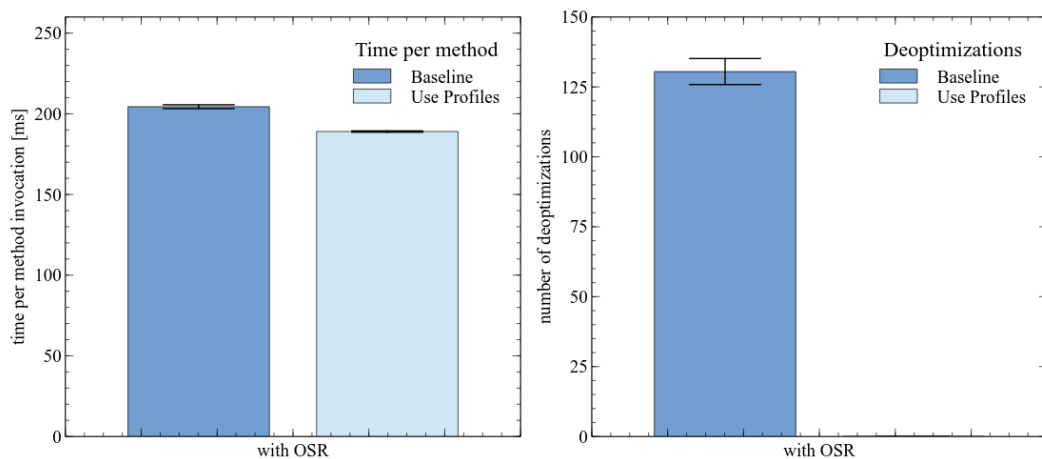 250
200
150
100
50
0
time per method invocation [ms]
Time per method
Baseline
Use Profiles
with OSR
150
125
100
75
50
25
0
number of deoptimizations
Deoptimizations
Baseline
Use Profiles
with OSR